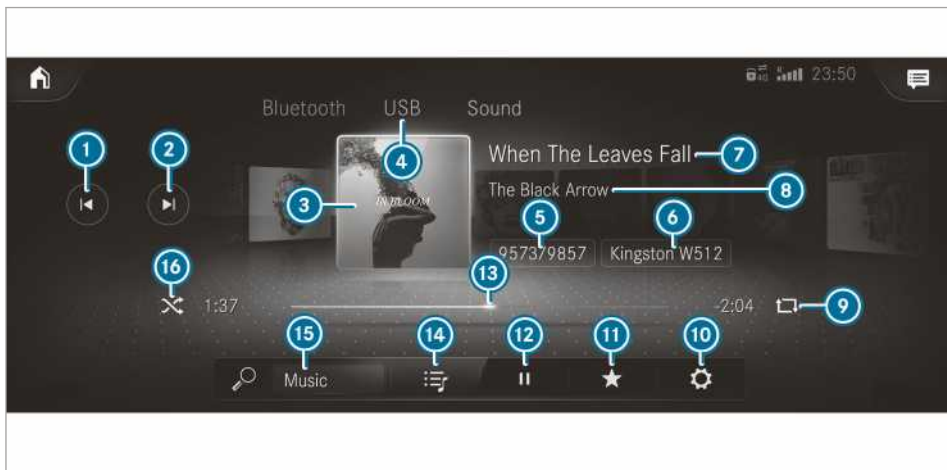 4G 23:50
Bluetooth USB Sound
1 2 4
When The Leaves Fall 7
3 IN BLOOM
The Black Arrow 8
5 6
957379857 Kingston W512
16 13
1:37 -2:04 9
15 14 12 11 10
Music